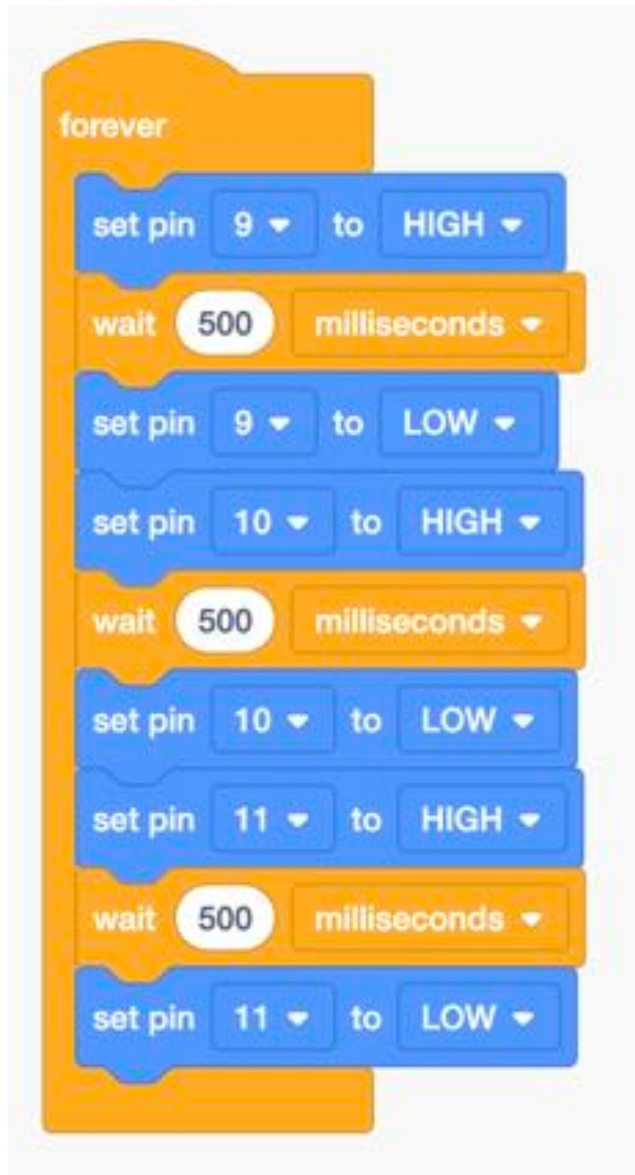 forever
set pin 9 to HIGH
wait 500 milliseconds
set pin 9 to LOW
set pin 10 to HIGH
wait 500 milliseconds
set pin 10 to LOW
set pin 11 to HIGH
wait 500 milliseconds
set pin 11 to LOW